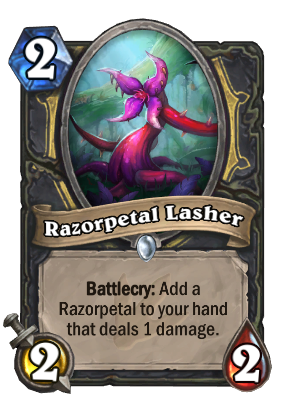 2
Razorpetal Lasher
Battlecry: Add a
Razorpetal to your hand
that deals 1 damage.
2
2